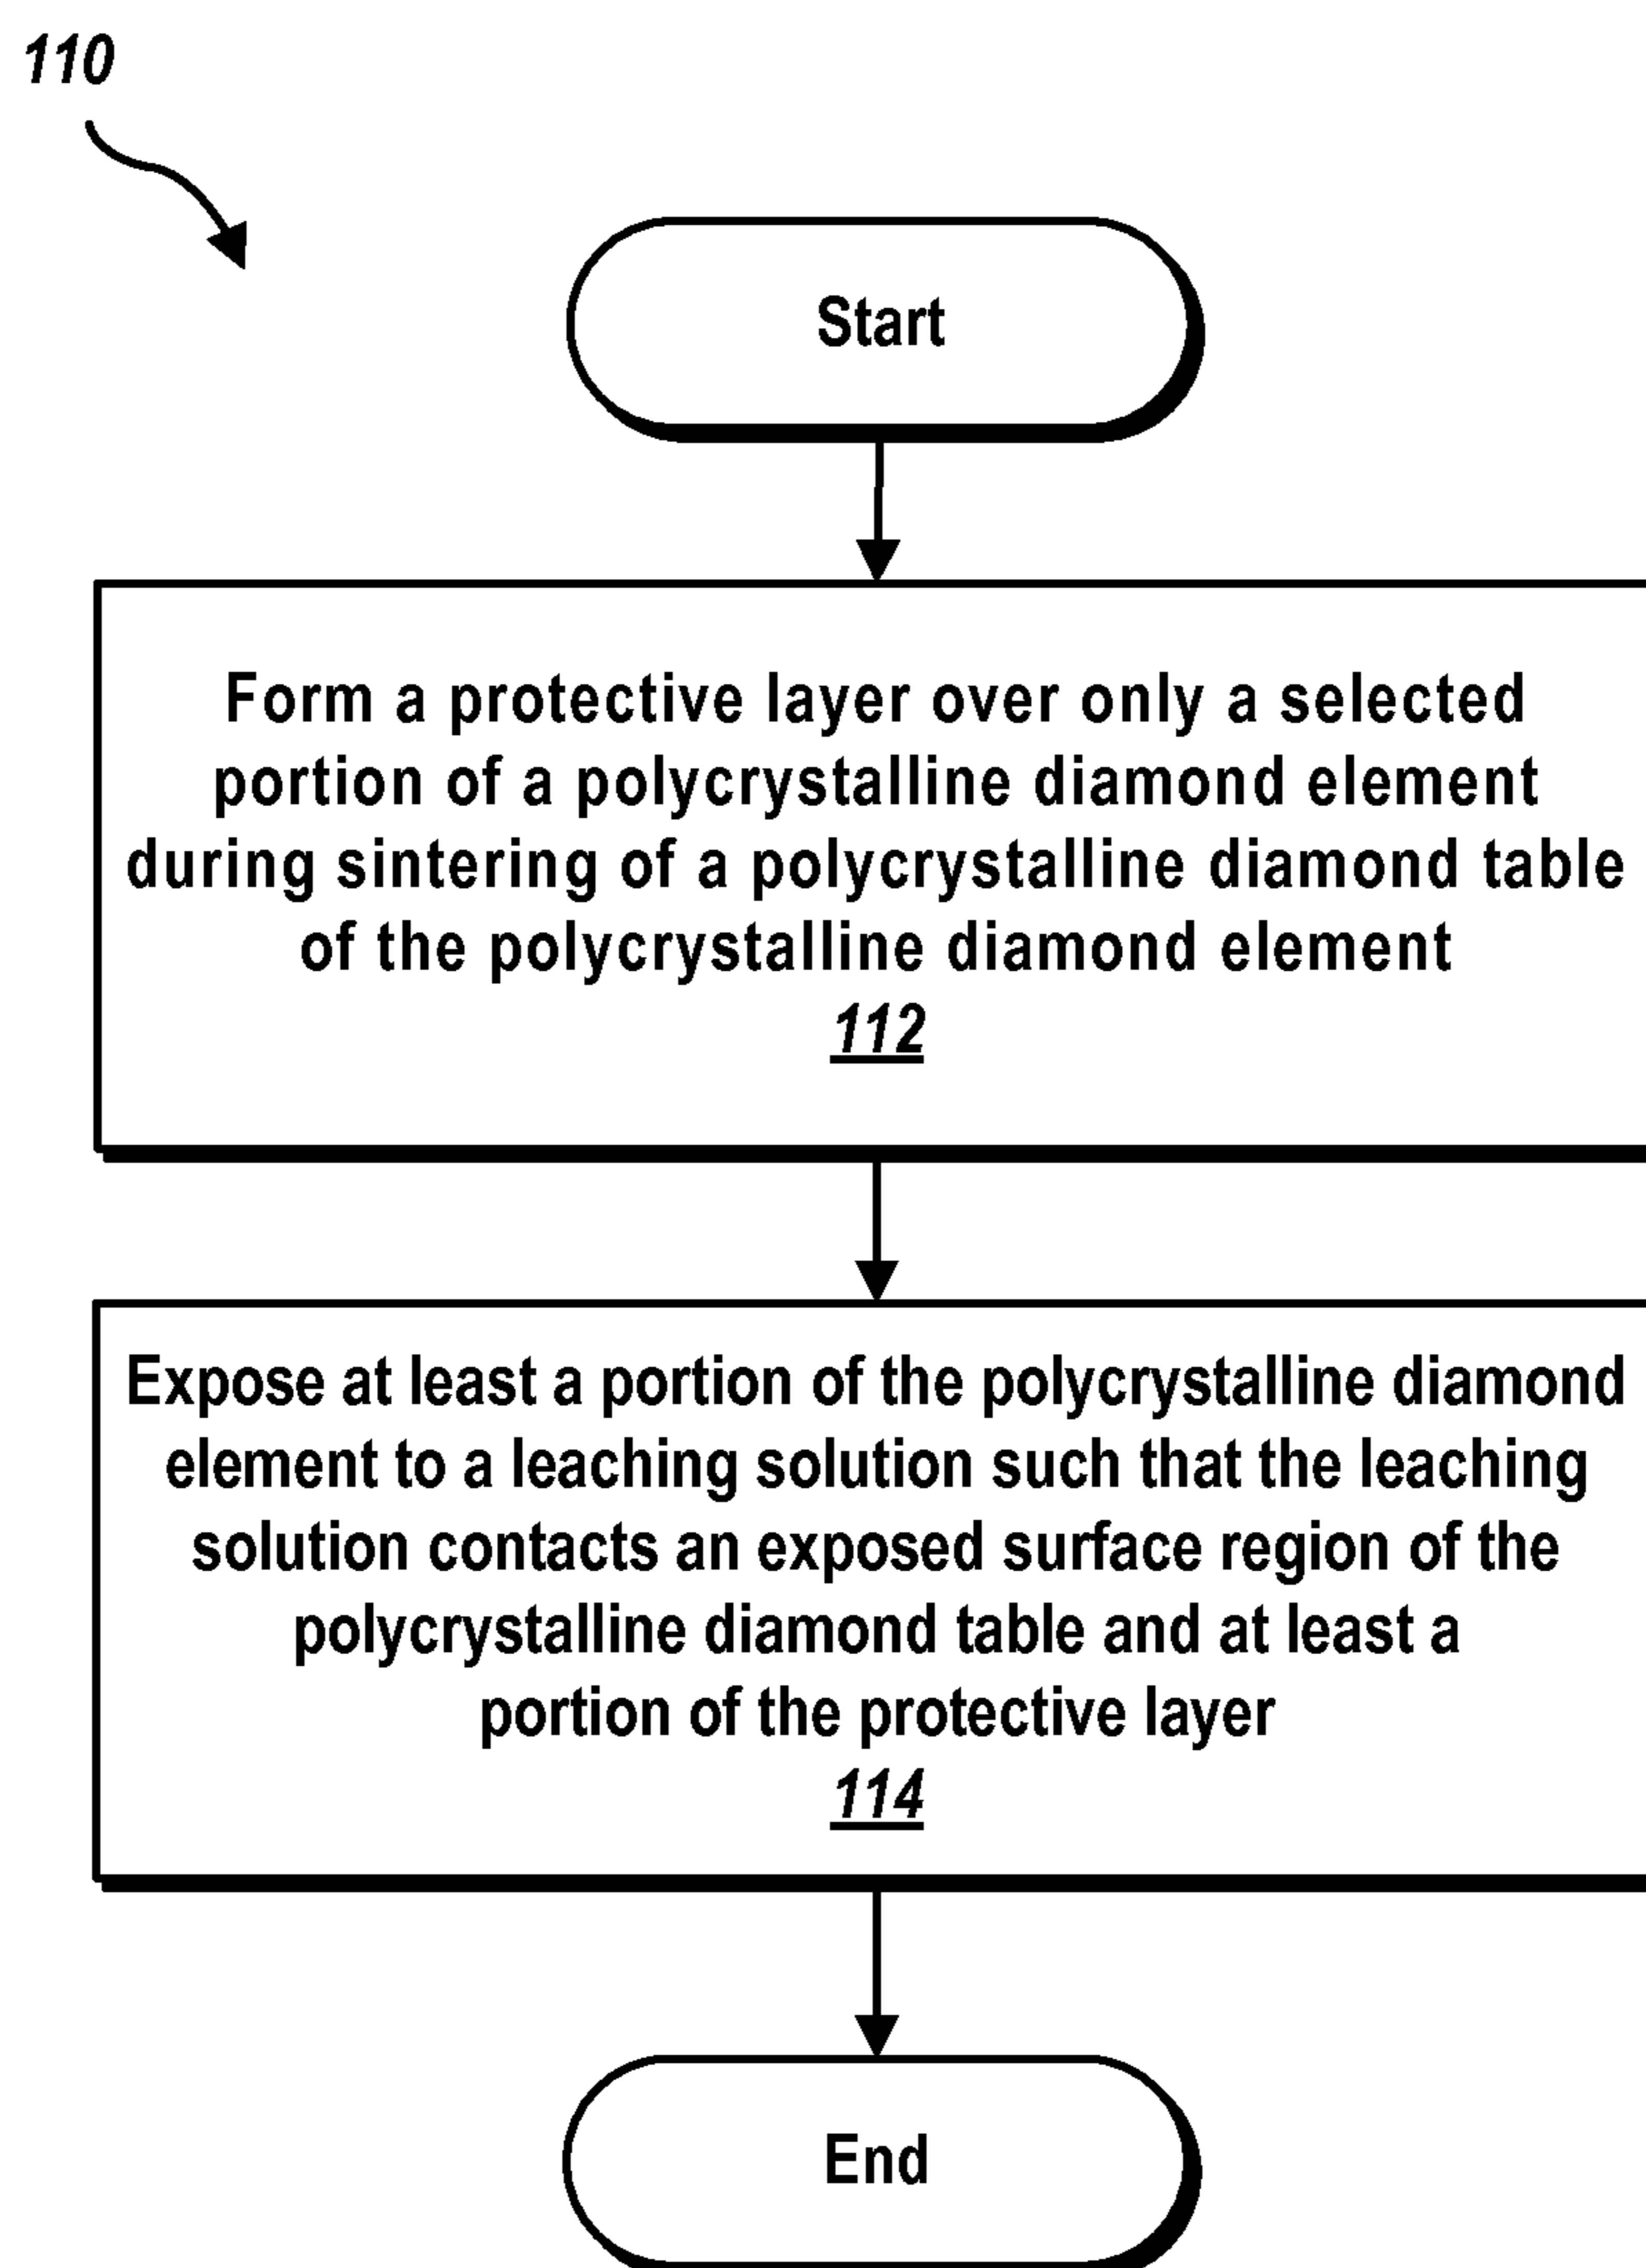 110
Start
Form a protective layer over only a selected
portion of a polycrystalline diamond element
during sintering of a polycrystalline diamond table
of the polycrystalline diamond element
112
Expose at least a portion of the polycrystalline diamond
element to a leaching solution such that the leaching
solution contacts an exposed surface region of the
polycrystalline diamond table and at least a
portion of the protective layer
114
End